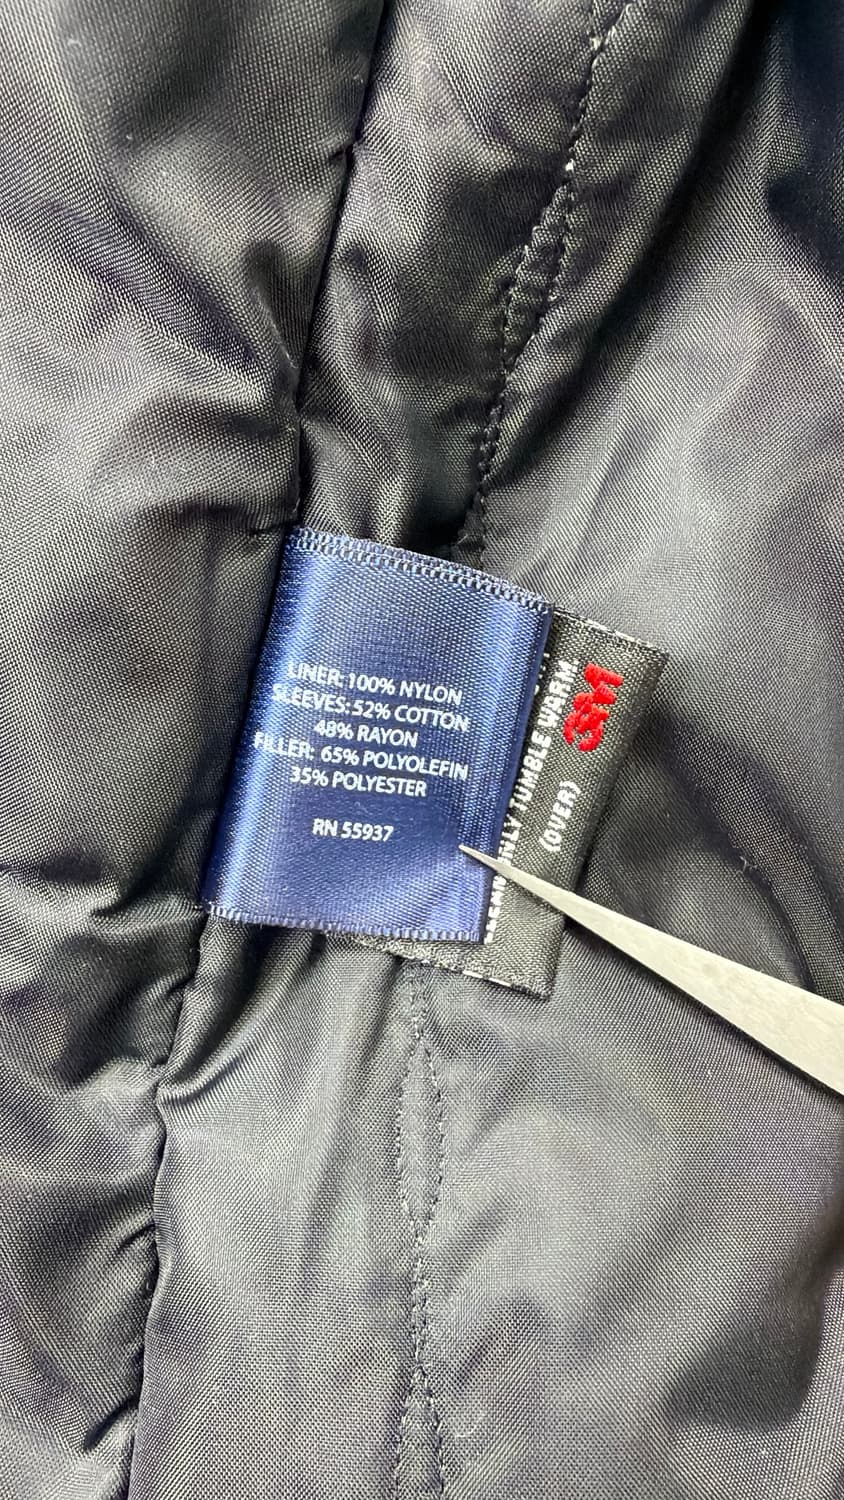 LINER: 100% NYLON
SLEEVES: 52% COTTON
48% RAYON
FILLER: 65% POLYOLEFIN
35% POLYESTER
RN 55937
3M
ONLY TUMBLE WARM
(OVER)